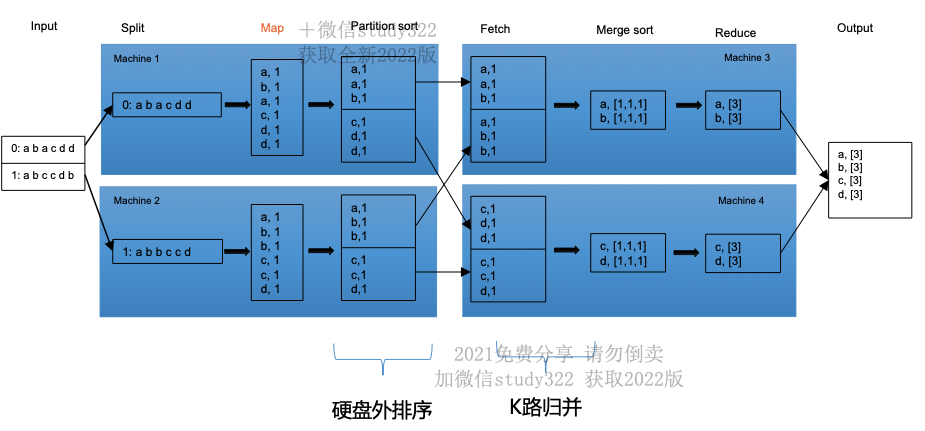 Input
Split
Map
Partition sort
Fetch
Merge sort
Reduce
Output
＋微信study322
获取全新2022版
Machine 1
0: a b a c d d
a, 1
b, 1
a, 1
c, 1
d, 1
d, 1
a,1
a,1
b,1
c,1
d,1
d,1
a,1
a,1
b,1
a,1
b,1
b,1
Machine 3
a, [1,1,1]
b, [1,1,1]
a, [3]
b, [3]
0: a b a c d d
1: a b c c d b
Machine 2
1: a b b c c d
a, 1
b, 1
b, 1
c, 1
c, 1
d, 1
a,1
b,1
b,1
c,1
c,1
d,1
c,1
d,1
d,1
c,1
c,1
d,1
Machine 4
c, [1,1,1]
d, [1,1,1]
c, [3]
d, [3]
a, [3]
b, [3]
c, [3]
d, [3]
2021免费分享 请勿倒卖
加微信study322 获取2022版
硬盘外排序
K路归并